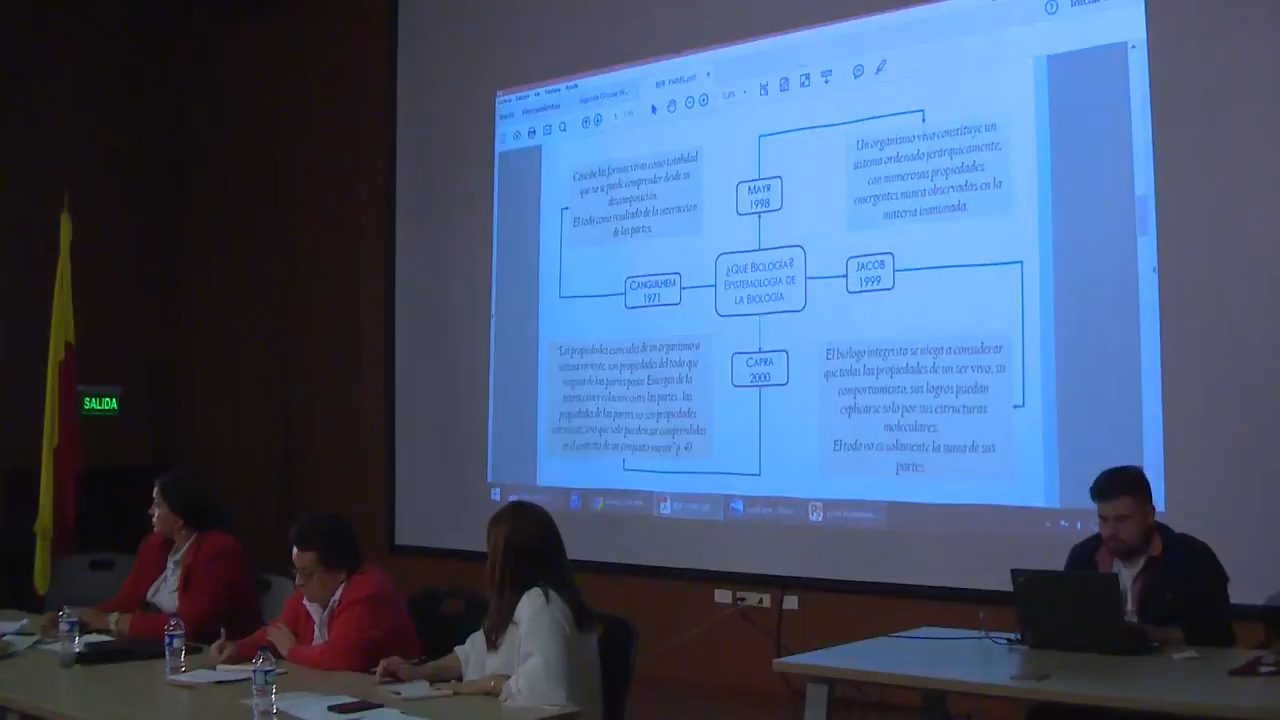 Herramientas
Un organismo vivo constituye un
sistema ordenado jerárquicamente,
con numerosas propiedades
emergentes nunca observadas en la
materia inanimada.
Concibe las formas vivas como totalidad
que no se puede comprender desde su
descomposición.
El todo como resultado de la interacción
de las partes.
MAYR
1998
¿QUÉ BIOLOGÍA?
EPISTEMOLOGÍA DE
LA BIOLOGÍA
JACOB
1999
CANGUILHEM
1971
CAPRA
2000
"Las propiedades esenciales de un organismo o
sistema viviente, son propiedades del todo que
ninguna de las partes posee. Emergen de la
interacción y relación entre las partes. las
propiedades de las partes no son propiedades
intrínsecas, sino que solo pueden ser comprendidas
en el contexto de un conjunto mayor" p. 49
El biólogo integrista se niega a considerar
que todas las propiedades de un ser vivo, su
comportamiento, sus logros puedan
explicarse solo por sus estructuras
moleculares.
El todo no es solamente la suma de sus
partes.
SALIDA